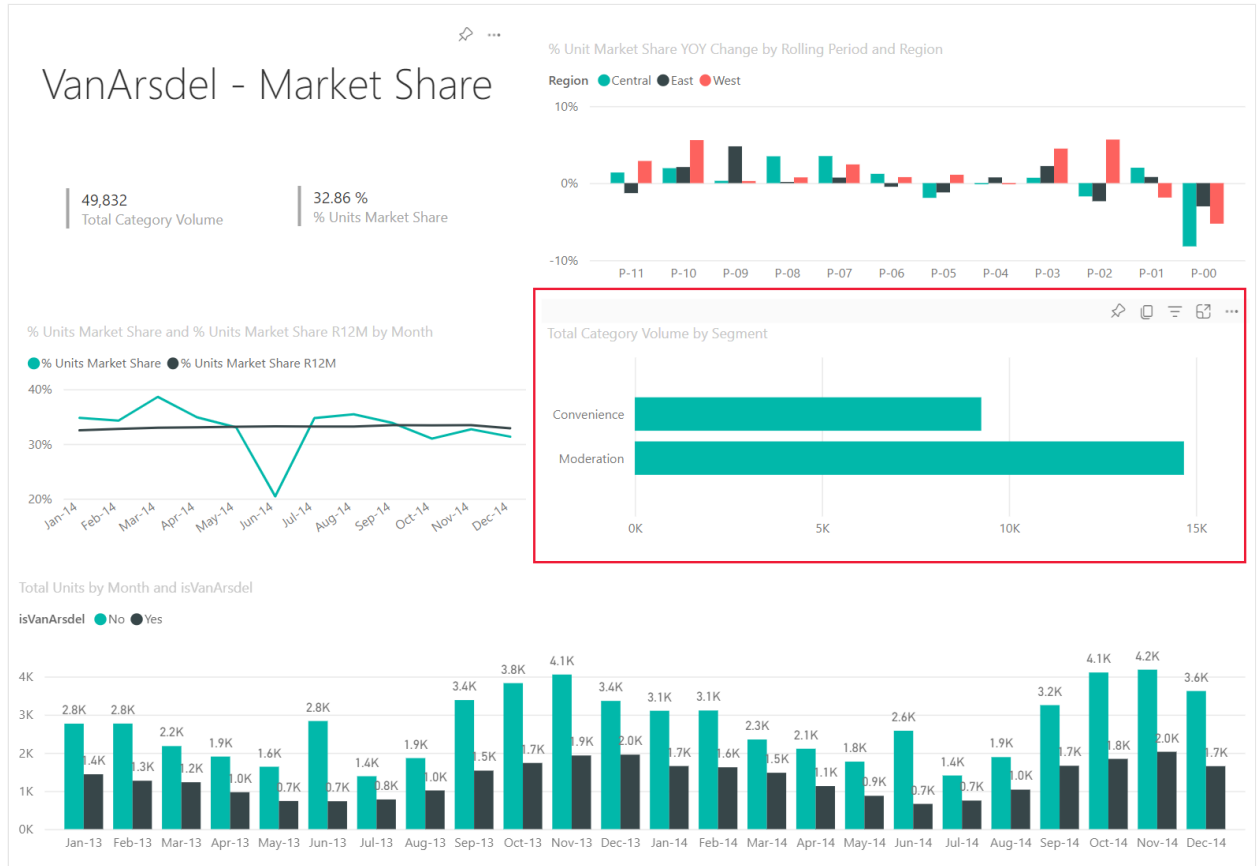 VanArsdel - Market Share
49,832
Total Category Volume
32.86 %
% Units Market Share
% Unit Market Share YOY Change by Rolling Period and Region
Region Central East West
10%
0%
-10%
P-11 P-10 P-09 P-08 P-07 P-06 P-05 P-04 P-03 P-02 P-01 P-00
% Units Market Share and % Units Market Share R12M by Month
% Units Market Share % Units Market Share R12M
40%
30%
20%
Jan-14 Feb-14 Mar-14 Apr-14 May-14 Jun-14 Jul-14 Aug-14 Sep-14 Oct-14 Nov-14 Dec-14
Total Category Volume by Segment
Convenience
Moderation
0K 5K 10K 15K
Total Units by Month and isVanArsdel
isVanArsdel No Yes
4K
3K
2K
1K
0K
2.8K 2.8K 2.2K 1.9K 1.6K 2.8K 1.4K 1.9K 3.4K 3.8K 4.1K 3.4K 3.1K 3.1K 2.3K 2.1K 1.8K 2.6K 1.4K 1.9K 3.2K 4.1K 4.2K 3.6K
1.4K 1.3K 1.2K 1.0K 0.7K 0.7K 0.8K 1.0K 1.5K 1.7K 1.9K 2.0K 1.7K 1.6K 1.5K 1.1K 0.9K 0.7K 0.7K 1.0K 1.7K 1.8K 2.0K 1.7K
Jan-13 Feb-13 Mar-13 Apr-13 May-13 Jun-13 Jul-13 Aug-13 Sep-13 Oct-13 Nov-13 Dec-13 Jan-14 Feb-14 Mar-14 Apr-14 May-14 Jun-14 Jul-14 Aug-14 Sep-14 Oct-14 Nov-14 Dec-14